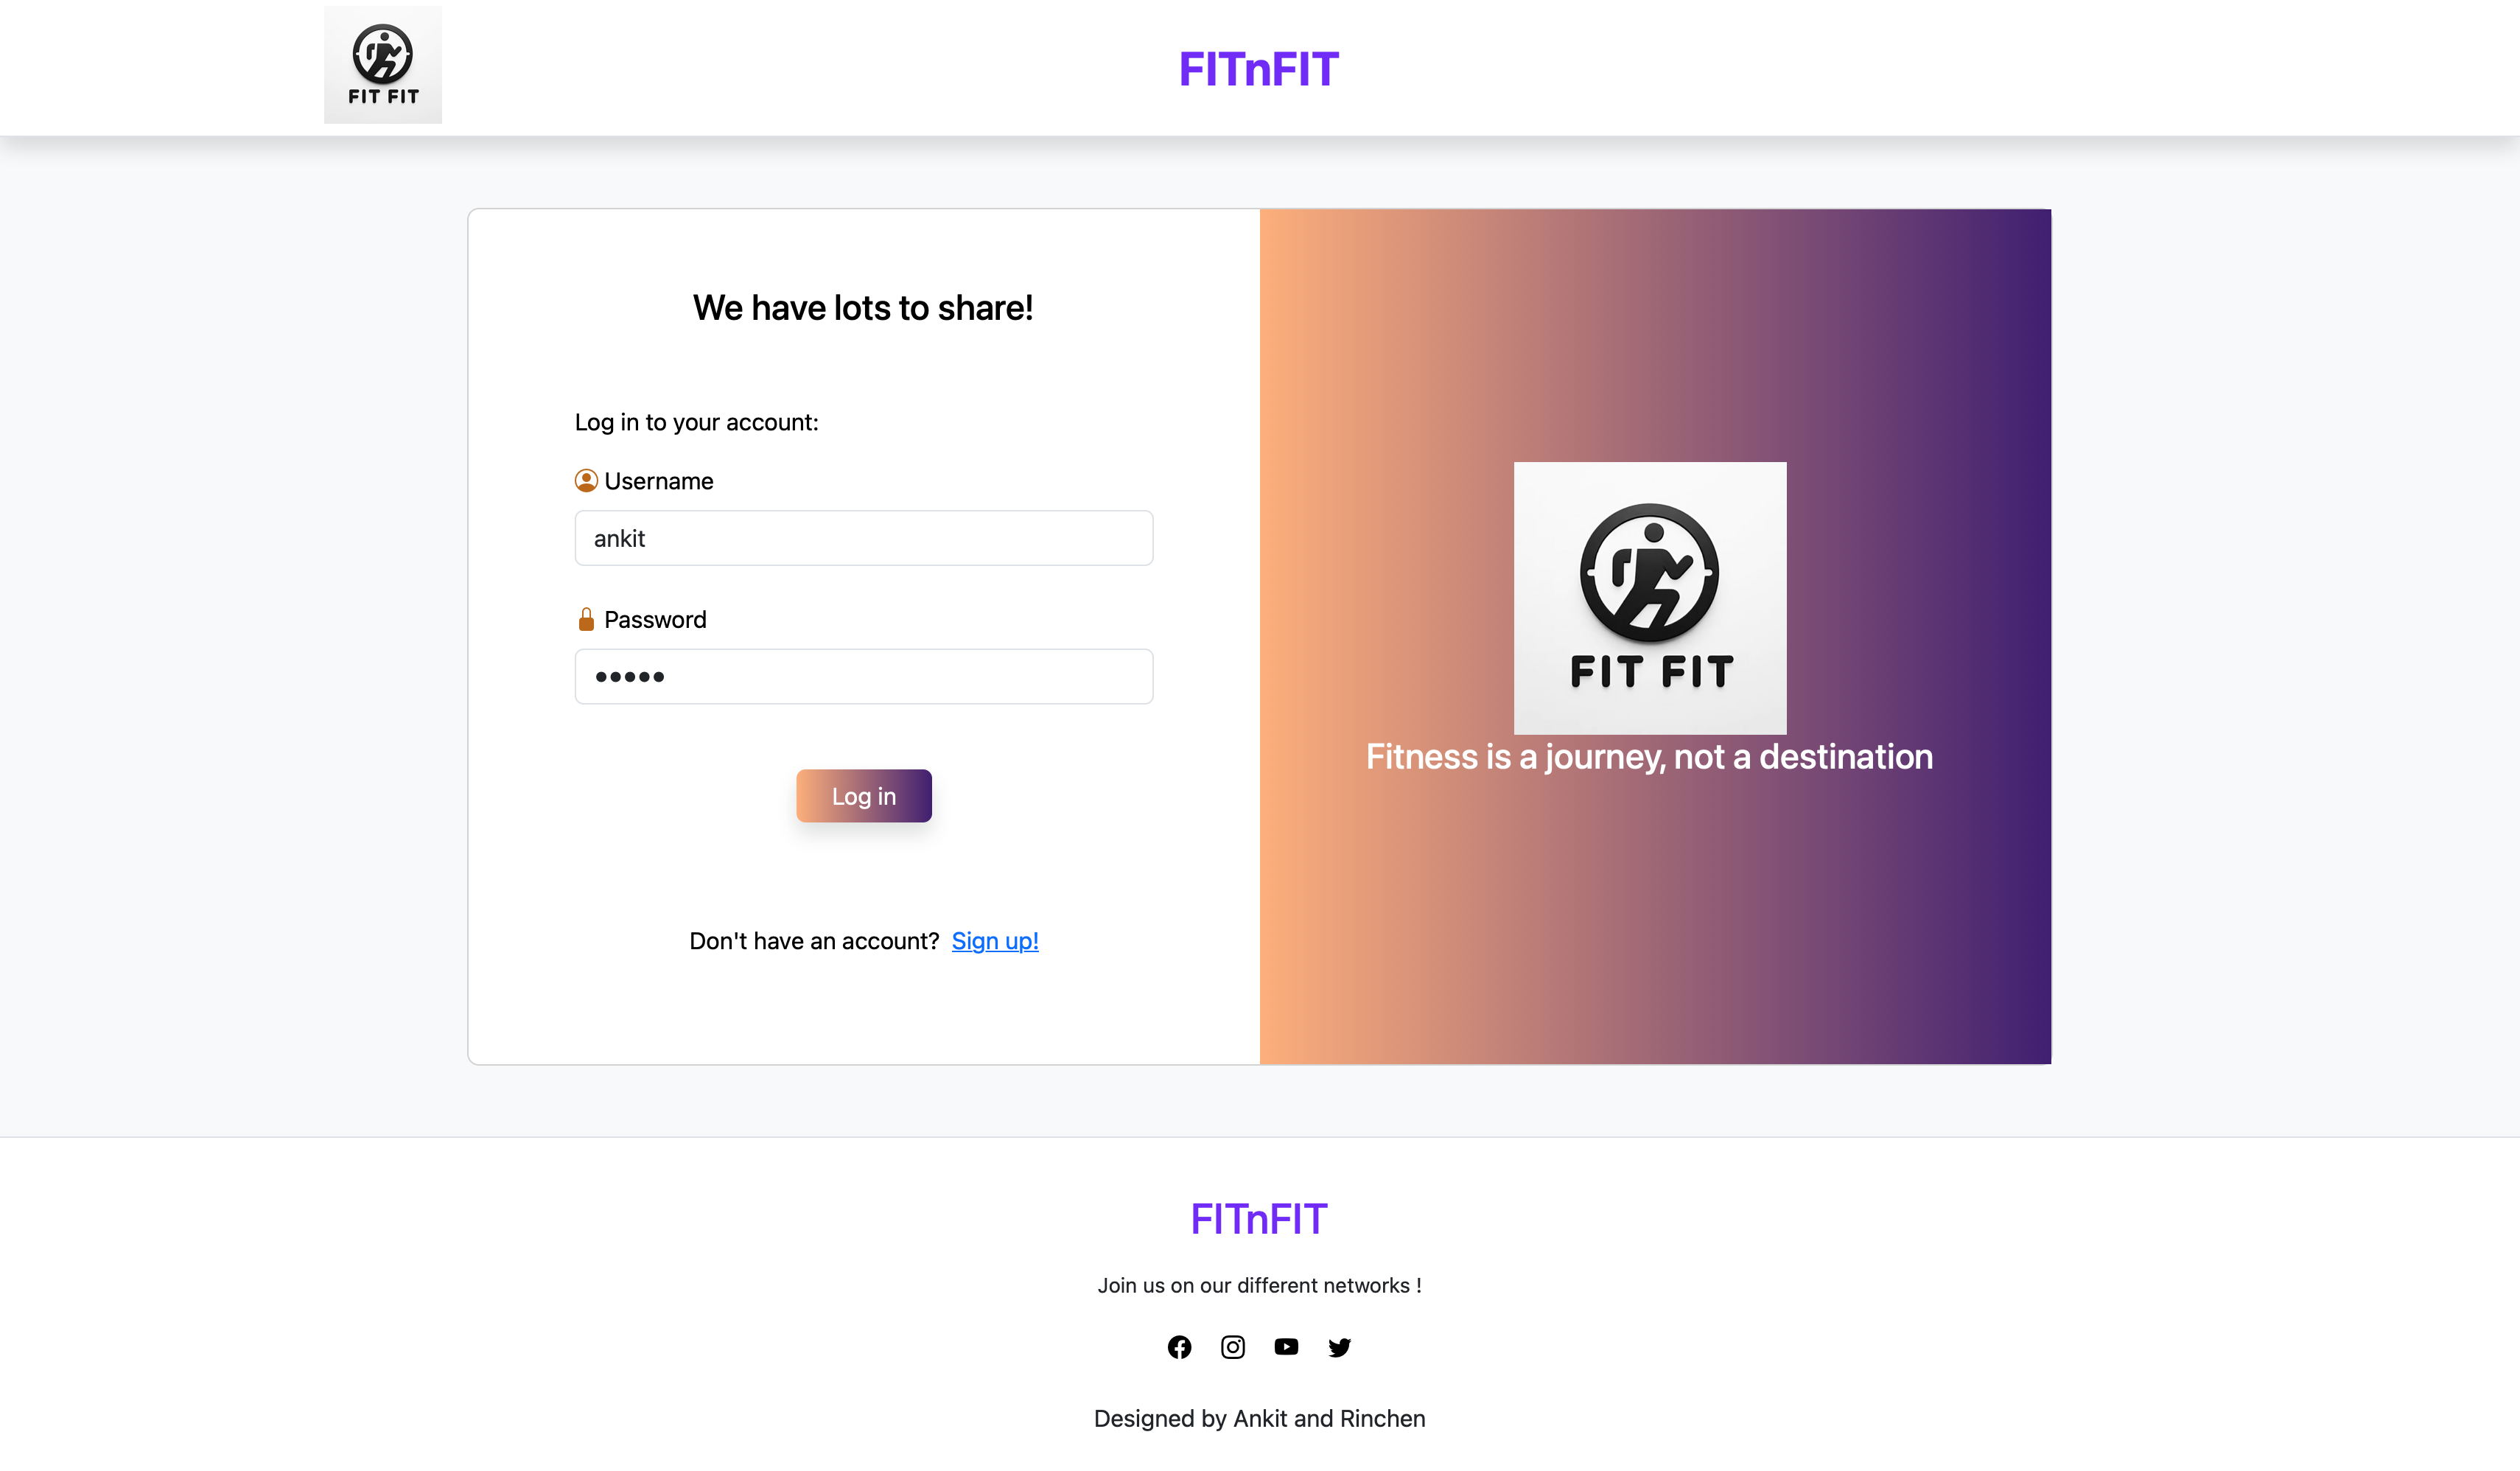 FIT FIT
FITnFIT
We have lots to share!
Log in to your account:
Username
ankit
Password
•••••
Log in
Don't have an account? Sign up!
FIT FIT
Fitness is a journey, not a destination
FITnFIT
Join us on our different networks !
Designed by Ankit and Rinchen